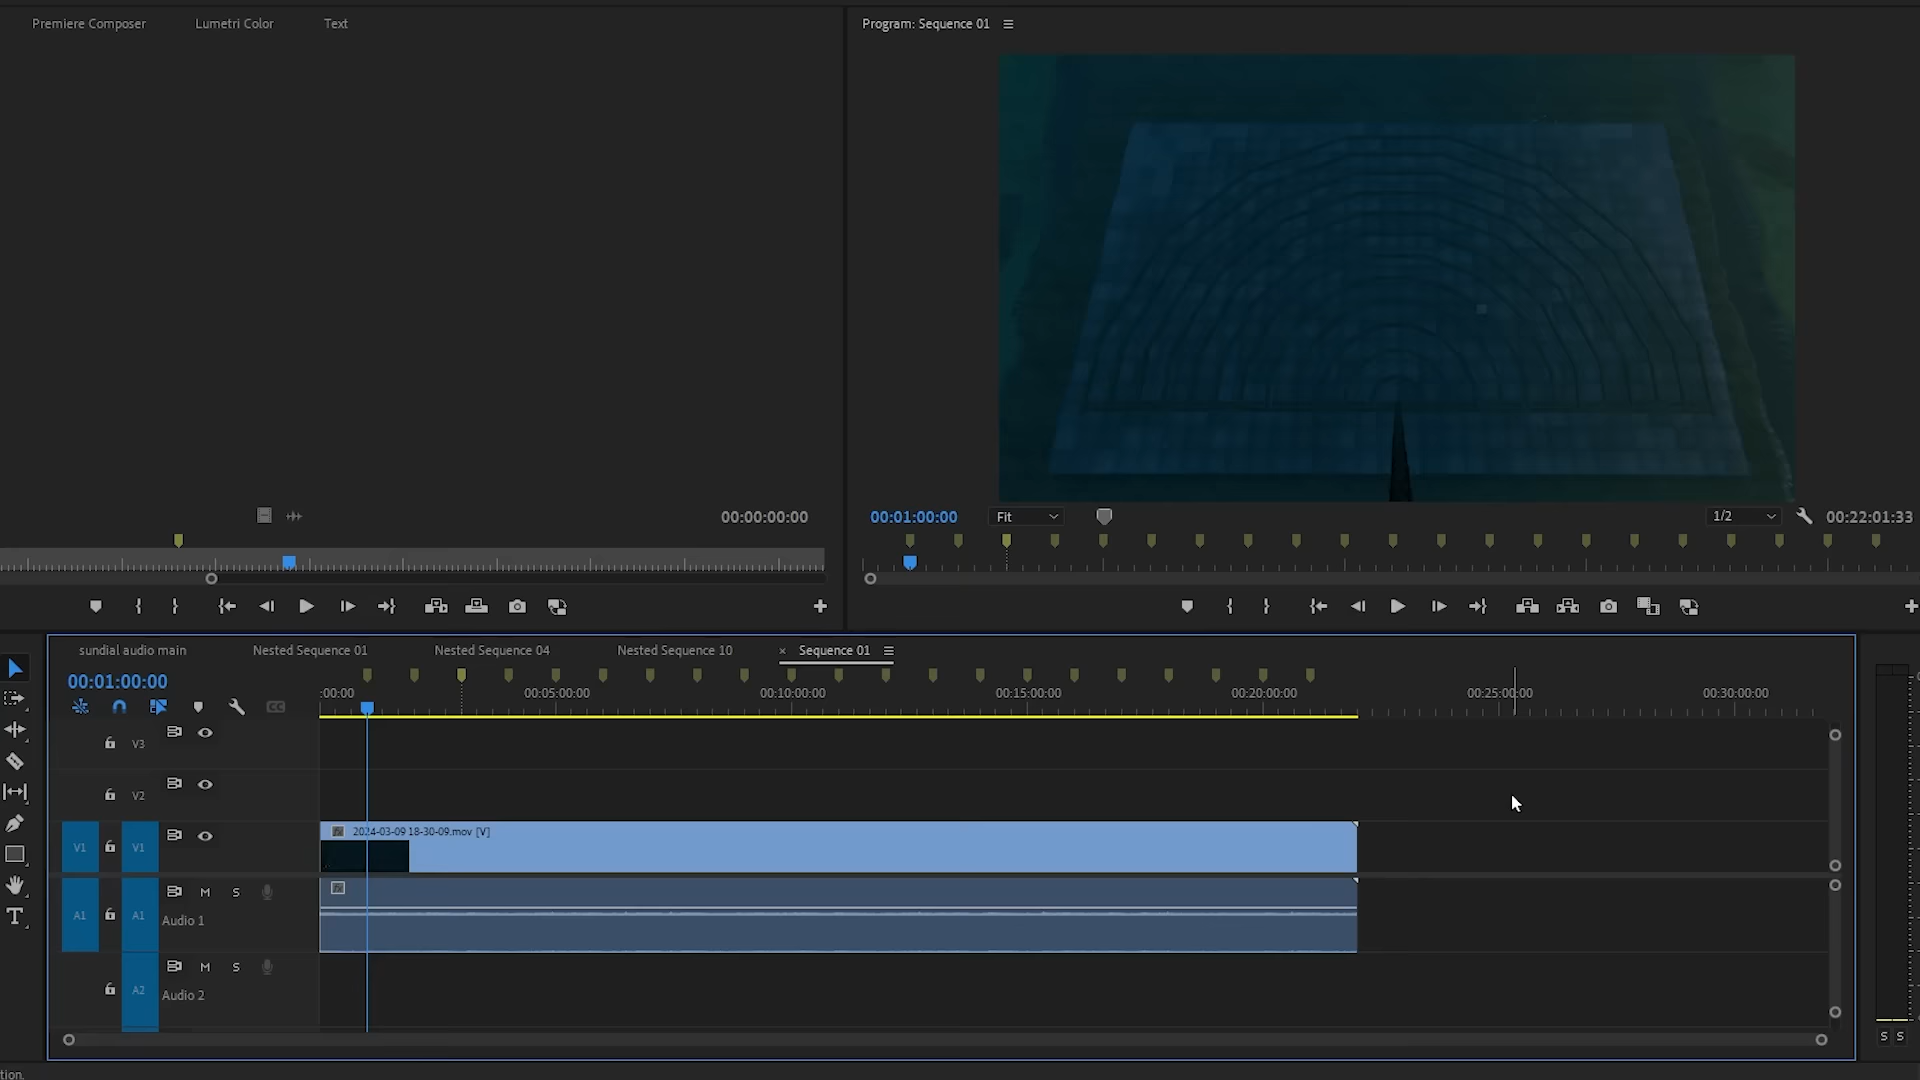 Premiere Composer
Lumetri Color
Text
Program: Sequence 01
00:00:00:00
00:01:00:00
Fit
1/2
00:22:01:33
sundial audio main
Nested Sequence 01
Nested Sequence 04
Nested Sequence 10
× Sequence 01
00:01:00:00
:00:00
00:05:00:00
00:10:00:00
00:15:00:00
00:20:00:00
00:25:00:00
00:30:00:00
V3
V2
V1 V1
fx 2024-03-09 18-30-09.mov [V]
A1 A1 M S
Audio 1
fx
A2 M S
Audio 2
S S
tion.